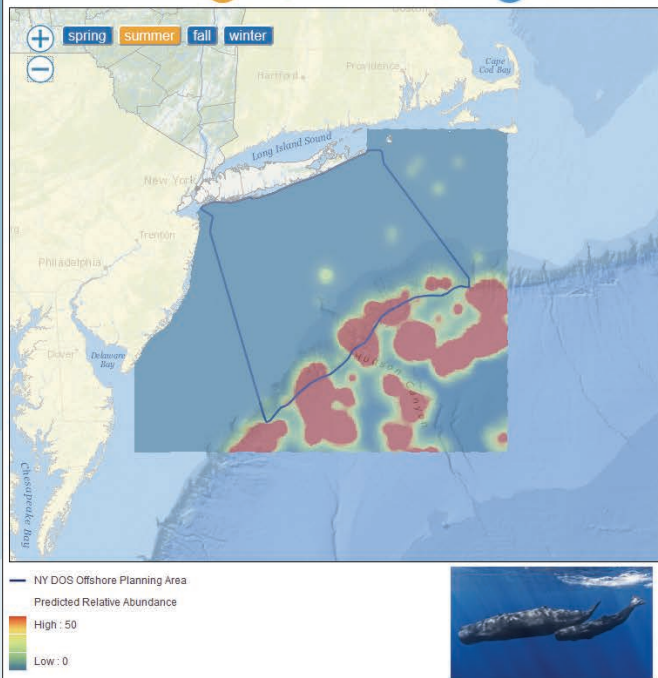 spring
summer
fall
winter
Boston
Cape
Cod Bay
Hartford
Providence
Long Island Sound
New York
Trenton
Philadelphia
Dover
Delaware
Bay
Hudson Canyon
Chesapeake Bay
NY DOS Offshore Planning Area
Predicted Relative Abundance
High : 50
Low : 0